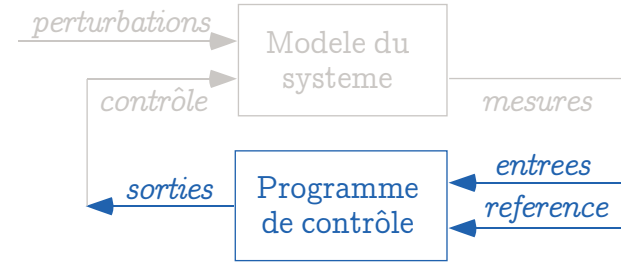 perturbations
Modele du
systeme
contrôle
mesures
entrees
sorties
Programme
de contrôle
reference